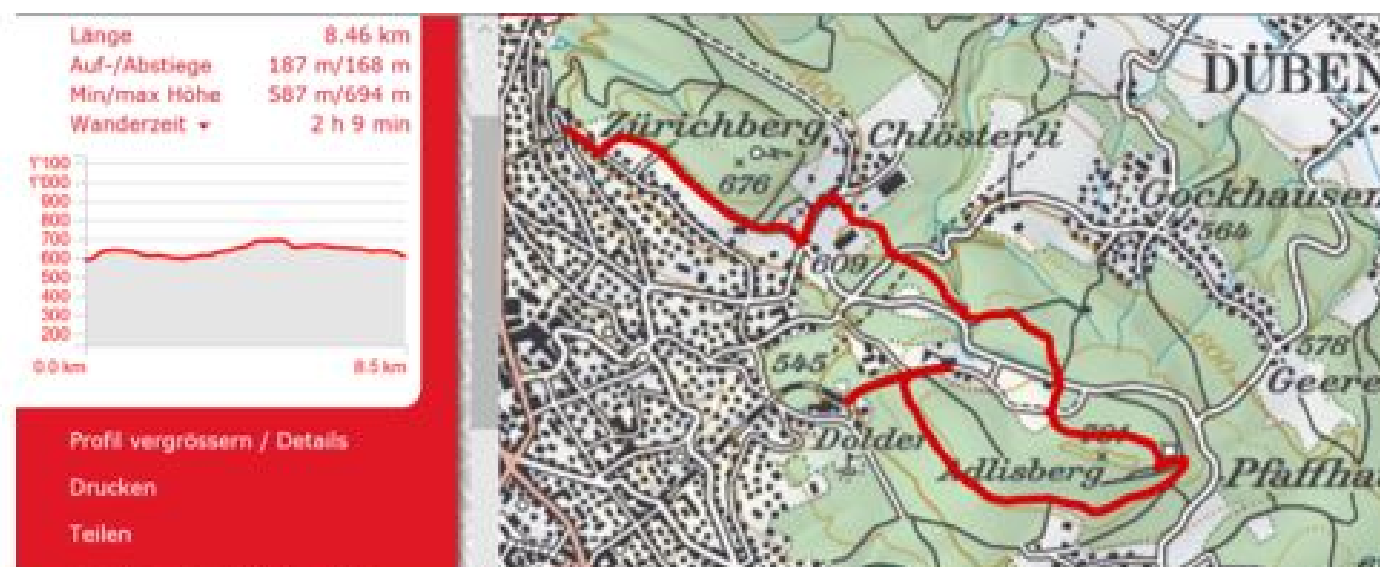 Länge 8.46 km
Auf-/Abstiege 187 m/168 m
Min/max Höhe 587 m/694 m
Wanderzeit 2 h 9 min
1'100
1'000
900
800
700
600
500
400
300
200
0.0 km 8.5 km
Profil vergrössern / Details
Drucken
Teilen
DÜBEN
Zürichberg
Chlösterli
676
Gockhausen
564
609
600
545
578
Geere
Dolder
Adlisberg
Pfaffha